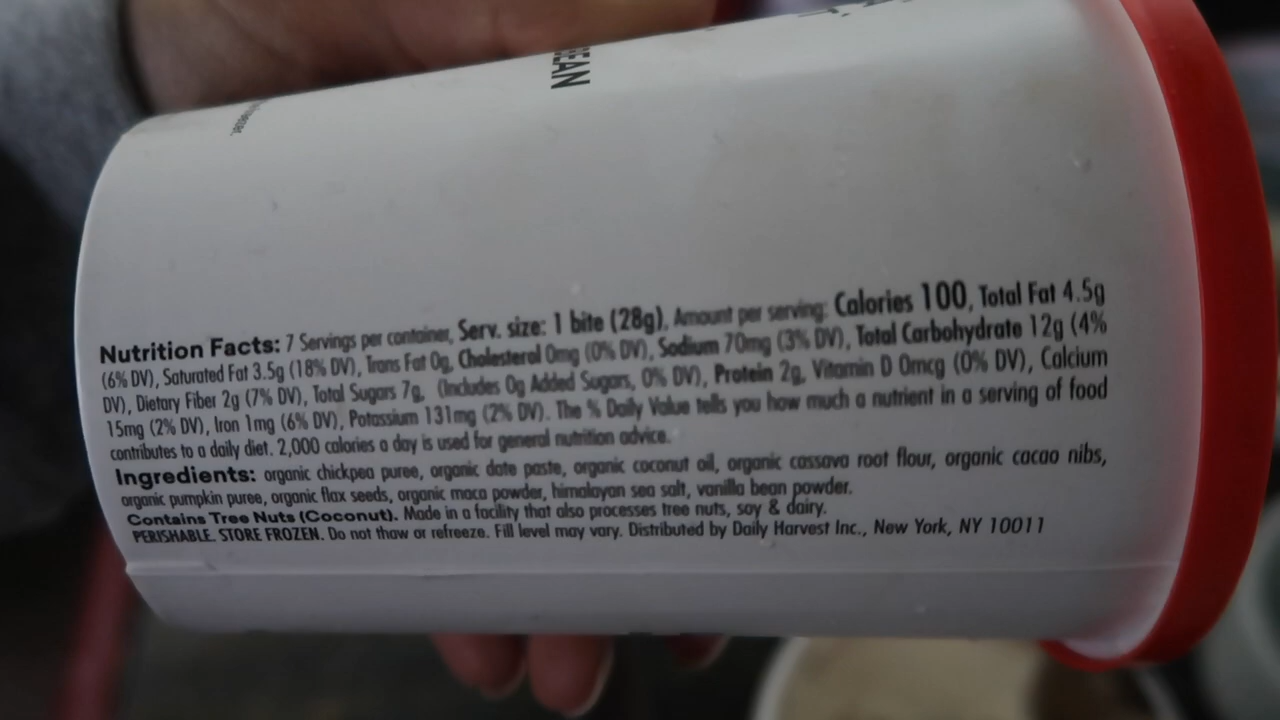 EAN
Nutrition Facts: 7 Servings per container, Serv. size: 1 bite (28g), Amount per serving: Calories 100, Total Fat 4.5g
(6% DV), Saturated Fat 3.5g (18% DV), Trans Fat 0g, Cholesterol 0mg (0% DV), Sodium 70mg (3% DV), Total Carbohydrate 12g (4%
DV), Dietary Fiber 2g (7% DV), Total Sugars 7g, (Includes 0g Added Sugars, 0% DV), Protein 2g, Vitamin D 0mcg (0% DV), Calcium
15mg (2% DV), Iron 1mg (6% DV), Potassium 131mg (2% DV). The % Daily Value tells you how much a nutrient in a serving of food
contributes to a daily diet. 2,000 calories a day is used for general nutrition advice.
Ingredients: organic chickpea puree, organic date paste, organic coconut oil, organic cassava root flour, organic cacao nibs,
organic pumpkin puree, organic flax seeds, organic maca powder, himalayan sea salt, vanilla bean powder.
Contains Tree Nuts (Coconut). Made in a facility that also processes tree nuts, soy & dairy.
PERISHABLE. STORE FROZEN. Do not thaw or refreeze. Fill level may vary. Distributed by Daily Harvest Inc., New York, NY 10011